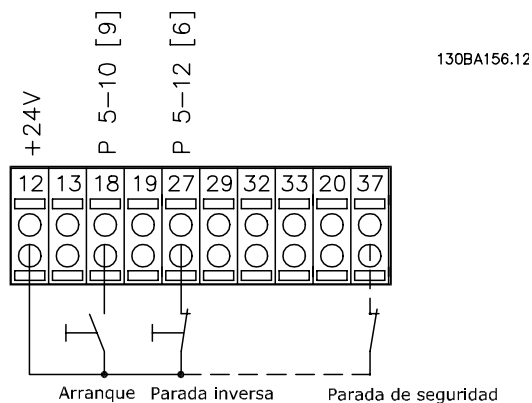 +24V
P 5-10 [9]
P 5-12 [6]
130BA156.12
12 13 18 19 27 29 32 33 20 37
Arranque Parada inversa Parada de seguridad